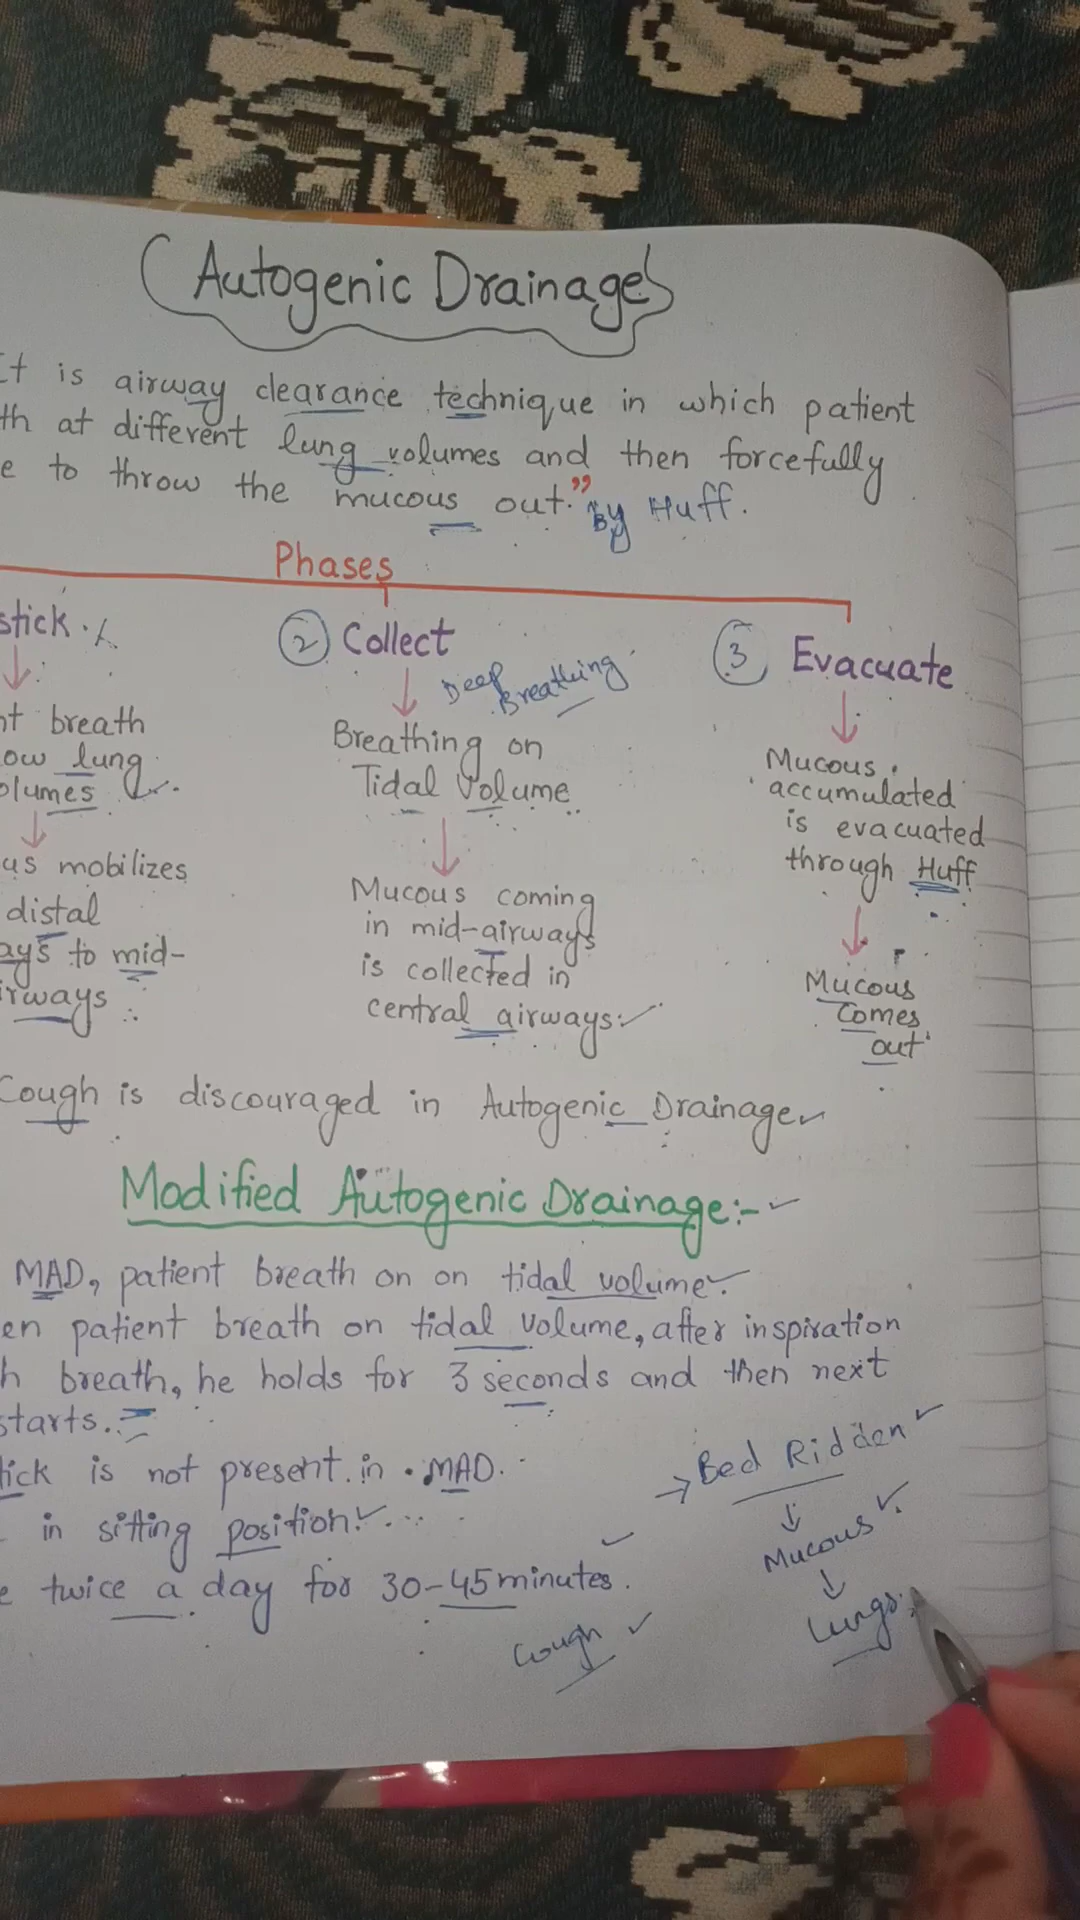 Autogenic Drainage
It is airway clearance technique in which patient
th at different lung volumes and then forcefully
e to throw the mucous out." By Huff.
Phases
stick.
nt breath
ow lung
olumes
us mobilizes
distal
ays to mid-
irways
② Collect
Deep
Breathing
Breathing on
Tidal Volume
Mucous coming
in mid-airways
is collected in
central airways.
③ Evacuate
Mucous
accumulated
is evacuated
through Huff
Mucous
comes
out
Cough is discouraged in Autogenic Drainage
Modified Autogenic Drainage:-
MAD, patient breath on on tidal volume
en patient breath on tidal volume, after inspiration
h breath, he holds for 3 seconds and then next
starts.
tick is not present in MAD.
in sitting position.
e twice a day for 30-45 minutes.
Cough
→ Bed Ridden
Mucous
Lungs